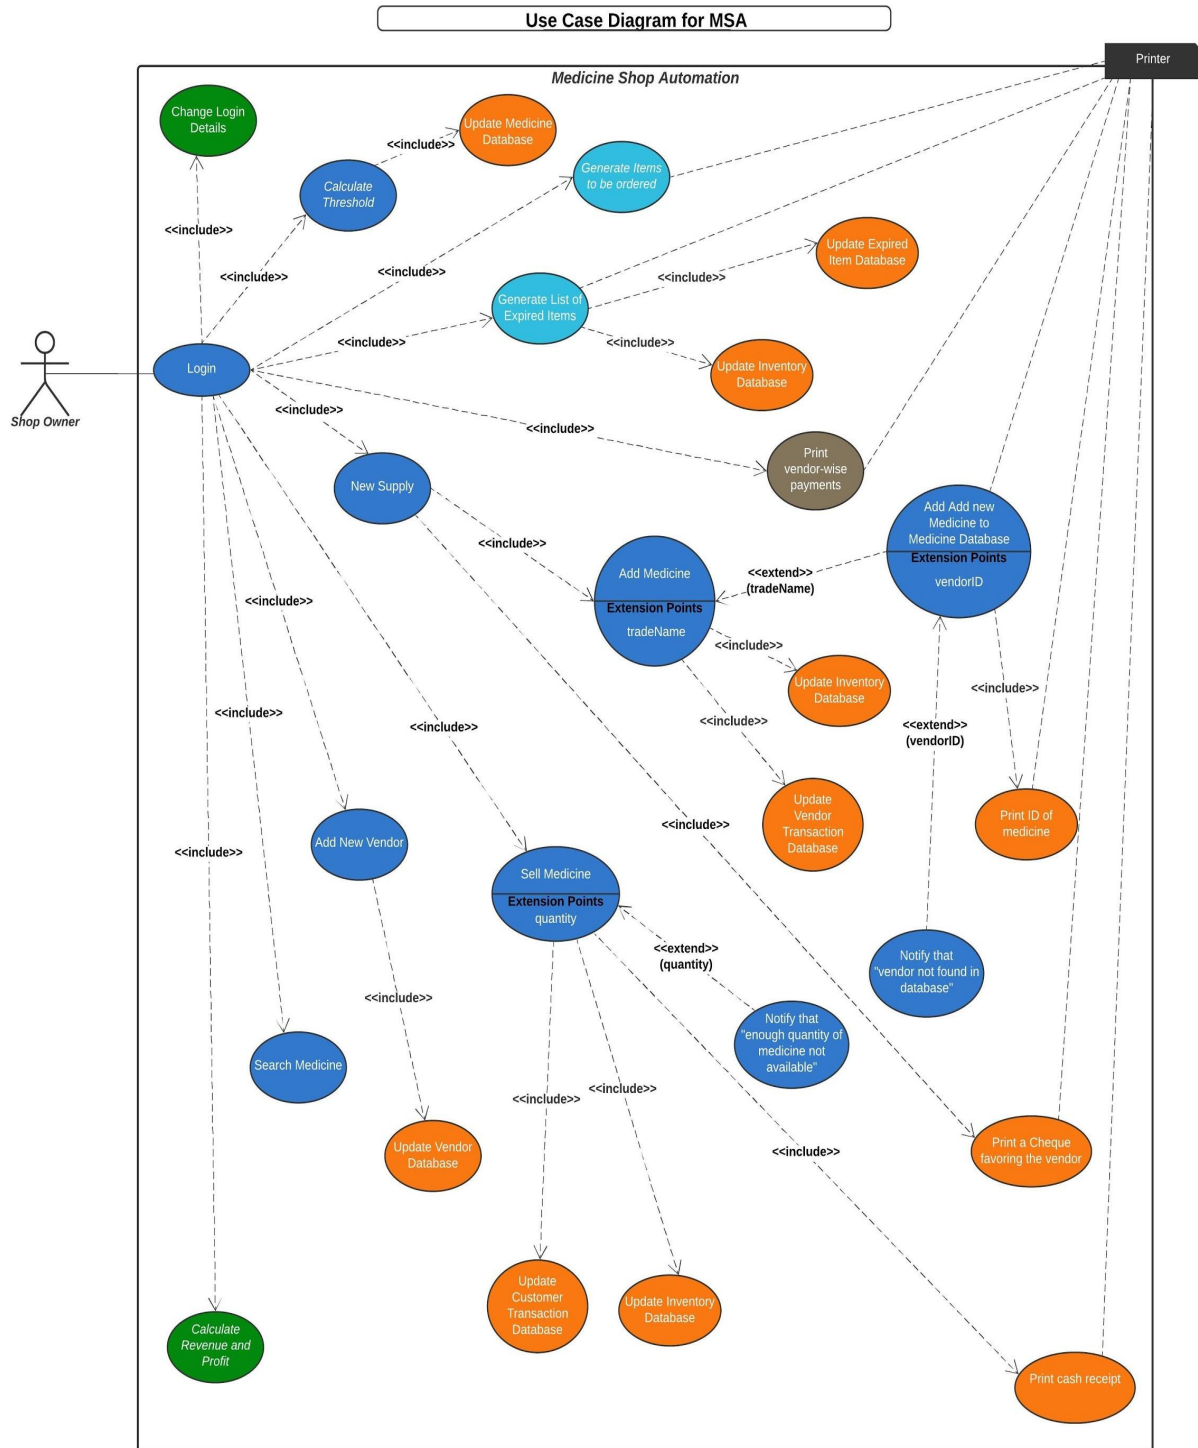 Use Case Diagram for MSA
Printer
Medicine Shop Automation
Change Login
Details
Update Medicine
Database
<<include>>
Calculate
Threshold
Generate Items
to be ordered
<<include>>
<<include>>
<<include>>
Update Expired
Item Database
<<include>>
Generate List of
Expired Items
<<include>>
<<include>>
Login
Update Inventory
Database
Shop Owner
<<include>>
<<include>>
Print
vendor-wise
payments
New Supply
Add Add new
Medicine to
Medicine Database
Extension Points
vendorID
<<include>>
Add Medicine
Extension Points
tradeName
<<extend>>
(tradeName)
<<include>>
<<include>>
Update Inventory
Database
<<include>>
<<include>>
<<include>>
<<include>>
<<extend>>
(vendorID)
Update
Vendor
Transaction
Database
Print ID of
medicine
<<include>>
<<include>>
Add New Vendor
Sell Medicine
Extension Points
quantity
<<extend>>
(quantity)
Notify that
"vendor not found in
database"
<<include>>
Notify that
"enough quantity of
medicine not
available"
Search Medicine
<<include>>
<<include>>
Update Vendor
Database
<<include>>
Print a Cheque
favoring the vendor
Update
Customer
Transaction
Database
Update Inventory
Database
Calculate
Revenue and
Profit
Print cash receipt